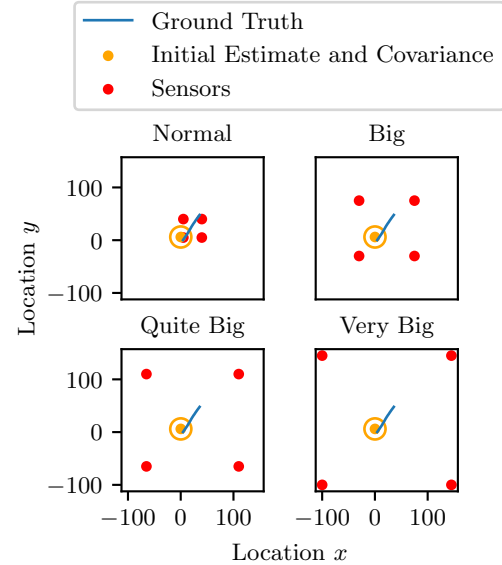 Ground Truth
Initial Estimate and Covariance
Sensors
Normal
Big
100
0
−100
Location y
Quite Big
Very Big
100
0
−100
−100 0 100
−100 0 100
Location x